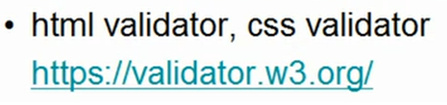 • html validator, css validator
https://validator.w3.org/